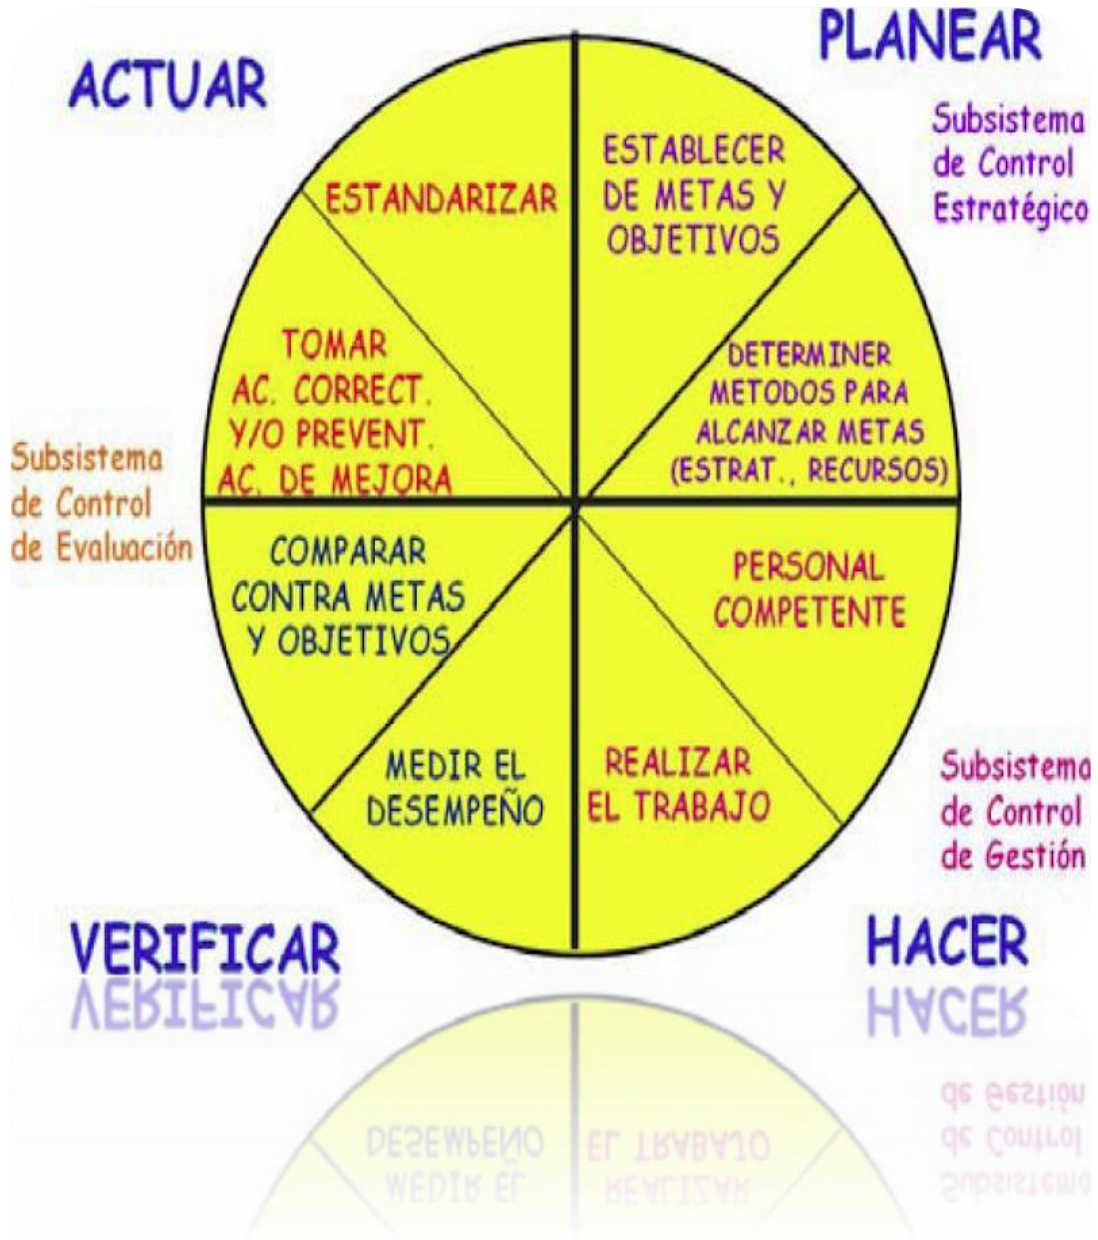 ACTUAR
PLANEAR
Subsistema
de Control
Estratégico
ESTABLECER
DE METAS Y
OBJETIVOS
ESTANDARIZAR
DETERMINER
METODOS PARA
ALCANZAR METAS
(ESTRAT., RECURSOS)
TOMAR
AC. CORRECT.
Y/O PREVENT.
AC. DE MEJORA
Subsistema
de Control
de Evaluación
COMPARAR
CONTRA METAS
Y OBJETIVOS
PERSONAL
COMPETENTE
MEDIR EL
DESEMPEÑO
REALIZAR
EL TRABAJO
Subsistema
de Control
de Gestión
VERIFICAR
HACER